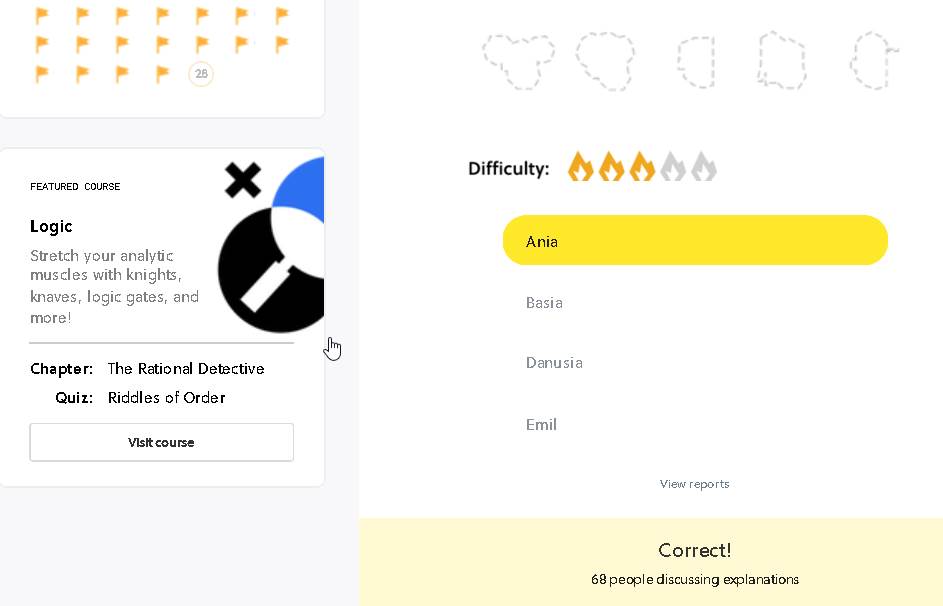 28
FEATURED COURSE
Logic
Stretch your analytic
muscles with knights,
knaves, logic gates, and
more!
Chapter: The Rational Detective
Quiz: Riddles of Order
Visit course
Difficulty:
Ania
Basia
Danusia
Emil
View reports
Correct!
68 people discussing explanations